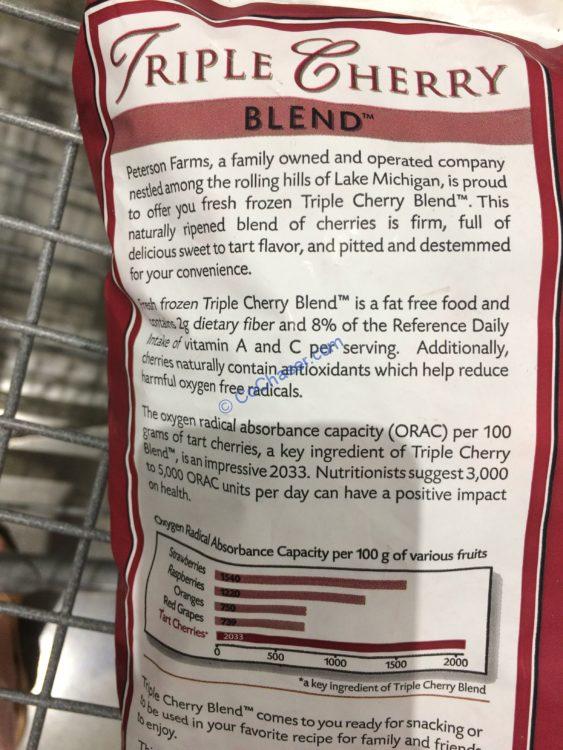 TRIPLE CHERRY
BLEND™
Peterson Farms, a family owned and operated company
nestled among the rolling hills of Lake Michigan, is proud
to offer you fresh frozen Triple Cherry Blend™. This
naturally ripened blend of cherries is firm, full of
delicious sweet to tart flavor, and pitted and destemmed
for your convenience.
Fresh frozen Triple Cherry Blend™ is a fat free food and
contains 2g dietary fiber and 8% of the Reference Daily
Intake of vitamin A and C per serving. Additionally,
cherries naturally contain antioxidants which help reduce
harmful oxygen free radicals.
© CoChaser.com
The oxygen radical absorbance capacity (ORAC) per 100
grams of tart cherries, a key ingredient of Triple Cherry
Blend™, is an impressive 2033. Nutritionists suggest 3,000
to 5,000 ORAC units per day can have a positive impact
on health.
Oxygen Radical Absorbance Capacity per 100 g of various fruits
Strawberries 1540
Raspberries 1220
Oranges 750
Red Grapes 739
Tart Cherries* 2033
0 500 1000 1500 2000
*a key ingredient of Triple Cherry Blend
Triple Cherry Blend™ comes to you ready for snacking or
to be used in your favorite recipe for family and friends
to enjoy.